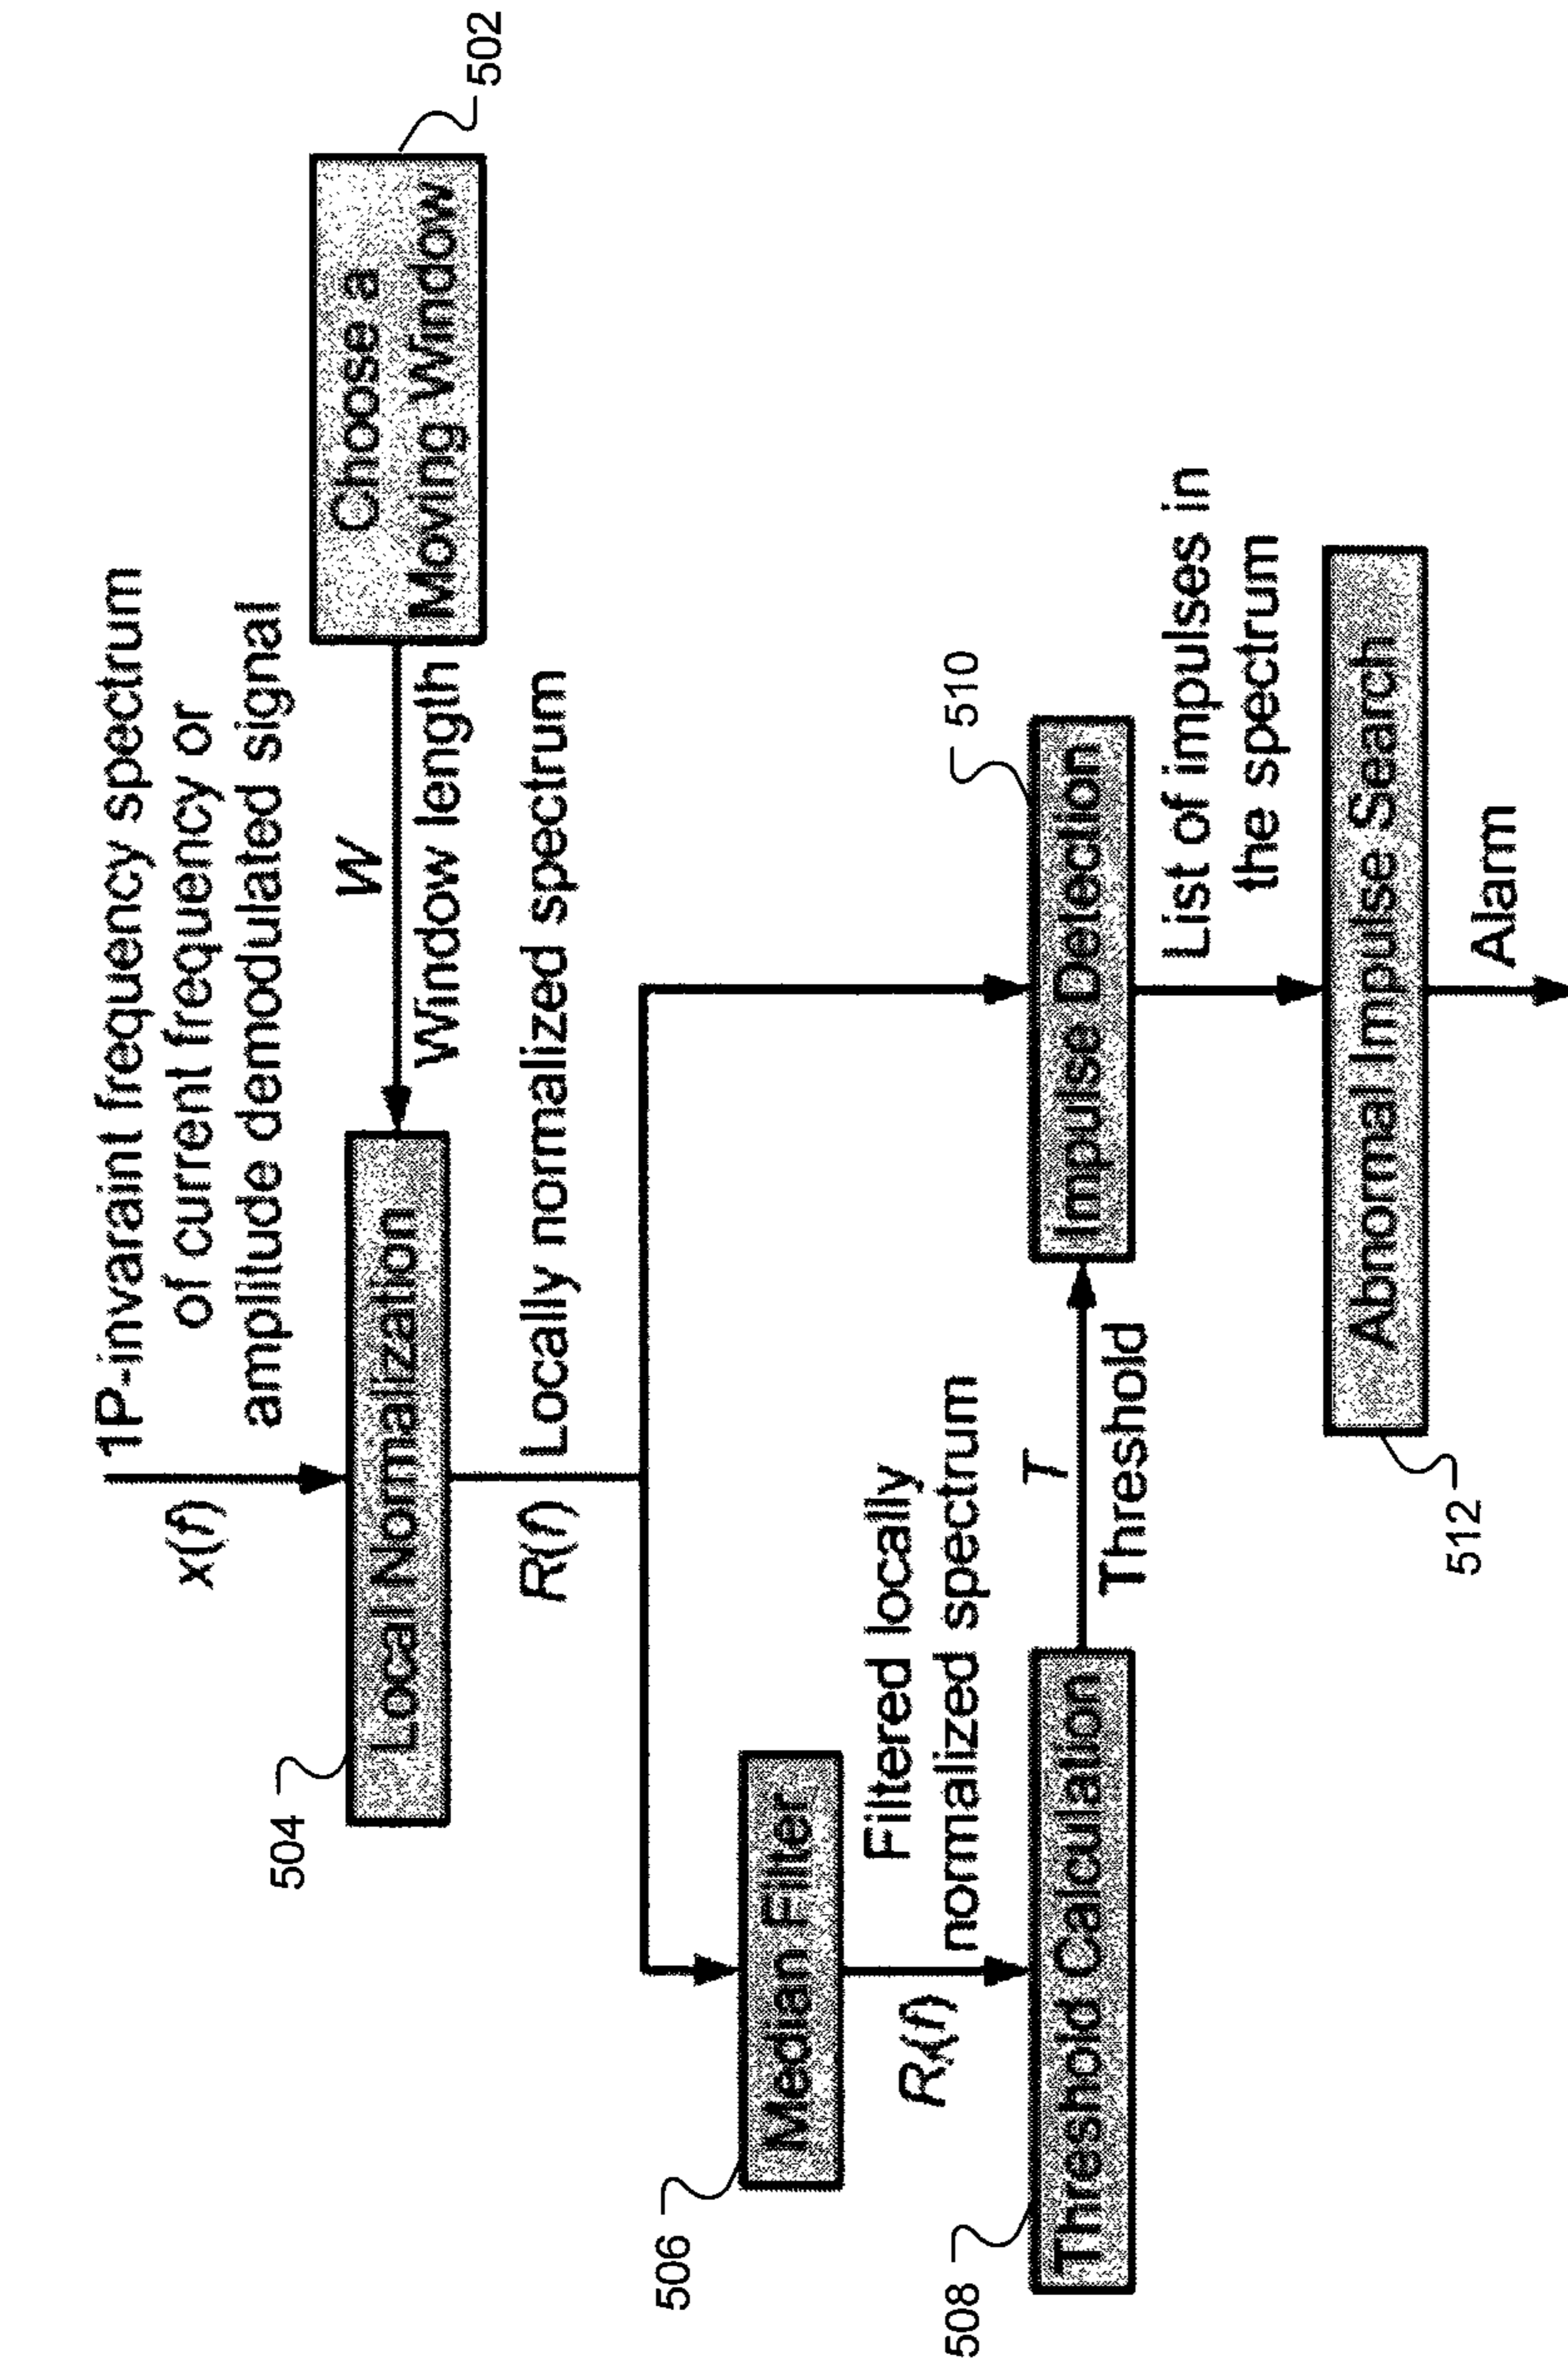 1P-invaraint frequency spectrum
of current frequency or
amplitude demodulated signal
x(f)
504
Local Normalization
W
Window length
Choose a
Moving Window
502
R(f)
Locally normalized spectrum
506
Median Filter
Filtered locally
normalized spectrum
508
Threshold Calculation
T
Threshold
510
Impulse Detection
List of impulses in
the spectrum
512
Abnormal Impulse Search
Alarm